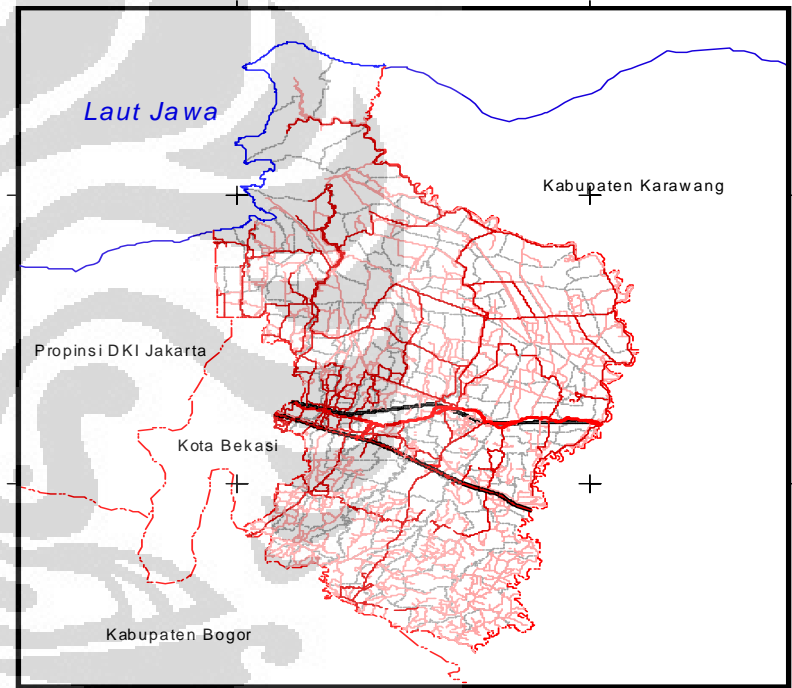 Laut Jawa
Kabupaten Karawang
Propinsi DKI Jakarta
Kota Bekasi
Kabupaten Bogor